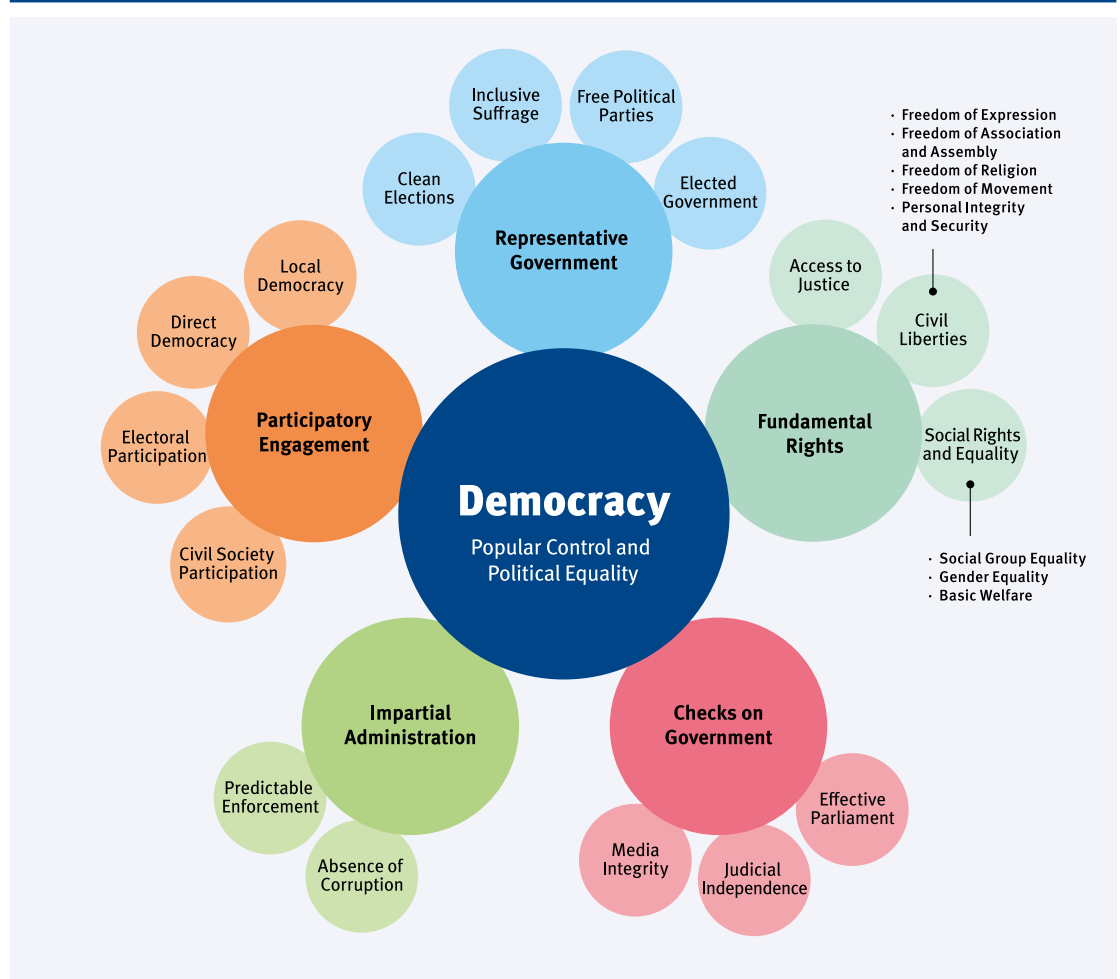 Inclusive
Suffrage
Free Political
Parties
Clean
Elections
Elected
Government
Representative
Government
· Freedom of Expression
· Freedom of Association
and Assembly
· Freedom of Religion
· Freedom of Movement
· Personal Integrity
and Security
Access to
Justice
Civil
Liberties
Social Rights
and Equality
Fundamental
Rights
· Social Group Equality
· Gender Equality
· Basic Welfare
Local
Democracy
Direct
Democracy
Electoral
Participation
Civil Society
Participation
Participatory
Engagement
Democracy
Popular Control and
Political Equality
Impartial
Administration
Predictable
Enforcement
Absence of
Corruption
Checks on
Government
Effective
Parliament
Media
Integrity
Judicial
Independence